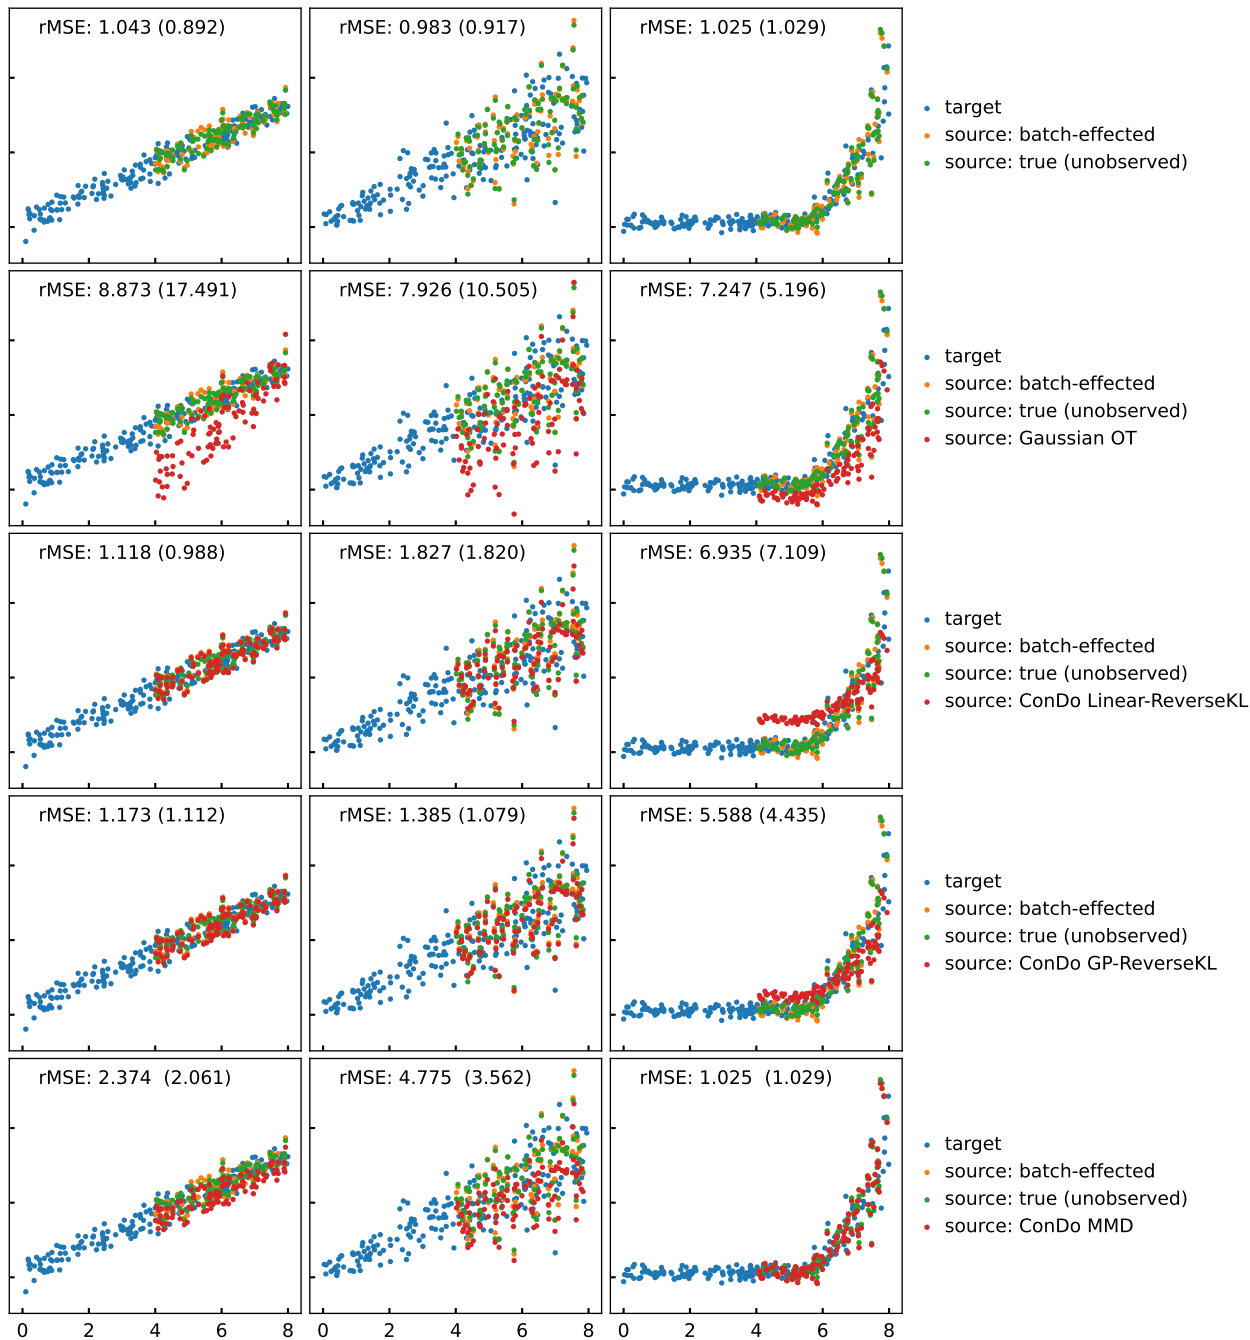 rMSE: 1.043 (0.892)
rMSE: 0.983 (0.917)
rMSE: 1.025 (1.029)
target
source: batch-effected
source: true (unobserved)
rMSE: 8.873 (17.491)
rMSE: 7.926 (10.505)
rMSE: 7.247 (5.196)
target
source: batch-effected
source: true (unobserved)
source: Gaussian OT
rMSE: 1.118 (0.988)
rMSE: 1.827 (1.820)
rMSE: 6.935 (7.109)
target
source: batch-effected
source: true (unobserved)
source: ConDo Linear-ReverseKL
rMSE: 1.173 (1.112)
rMSE: 1.385 (1.079)
rMSE: 5.588 (4.435)
target
source: batch-effected
source: true (unobserved)
source: ConDo GP-ReverseKL
rMSE: 2.374  (2.061)
rMSE: 4.775  (3.562)
rMSE: 1.025  (1.029)
target
source: batch-effected
source: true (unobserved)
source: ConDo MMD
0 2 4 6 8
0 2 4 6 8
0 2 4 6 8